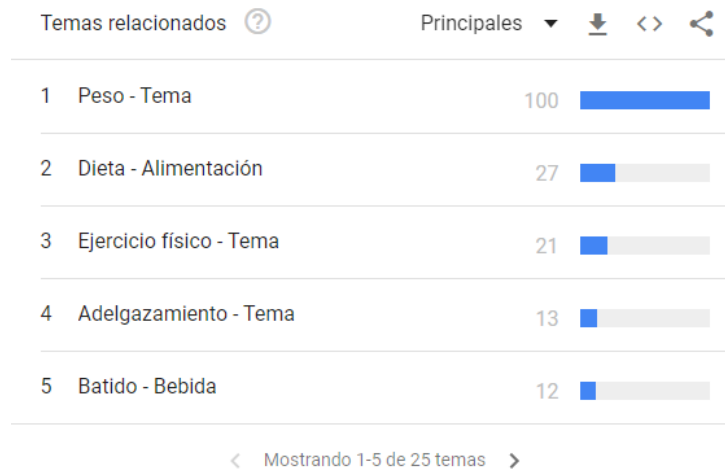 Temas relacionados ? Principales
1 Peso - Tema 100
2 Dieta - Alimentación 27
3 Ejercicio físico - Tema 21
4 Adelgazamiento - Tema 13
5 Batido - Bebida 12
Mostrando 1-5 de 25 temas